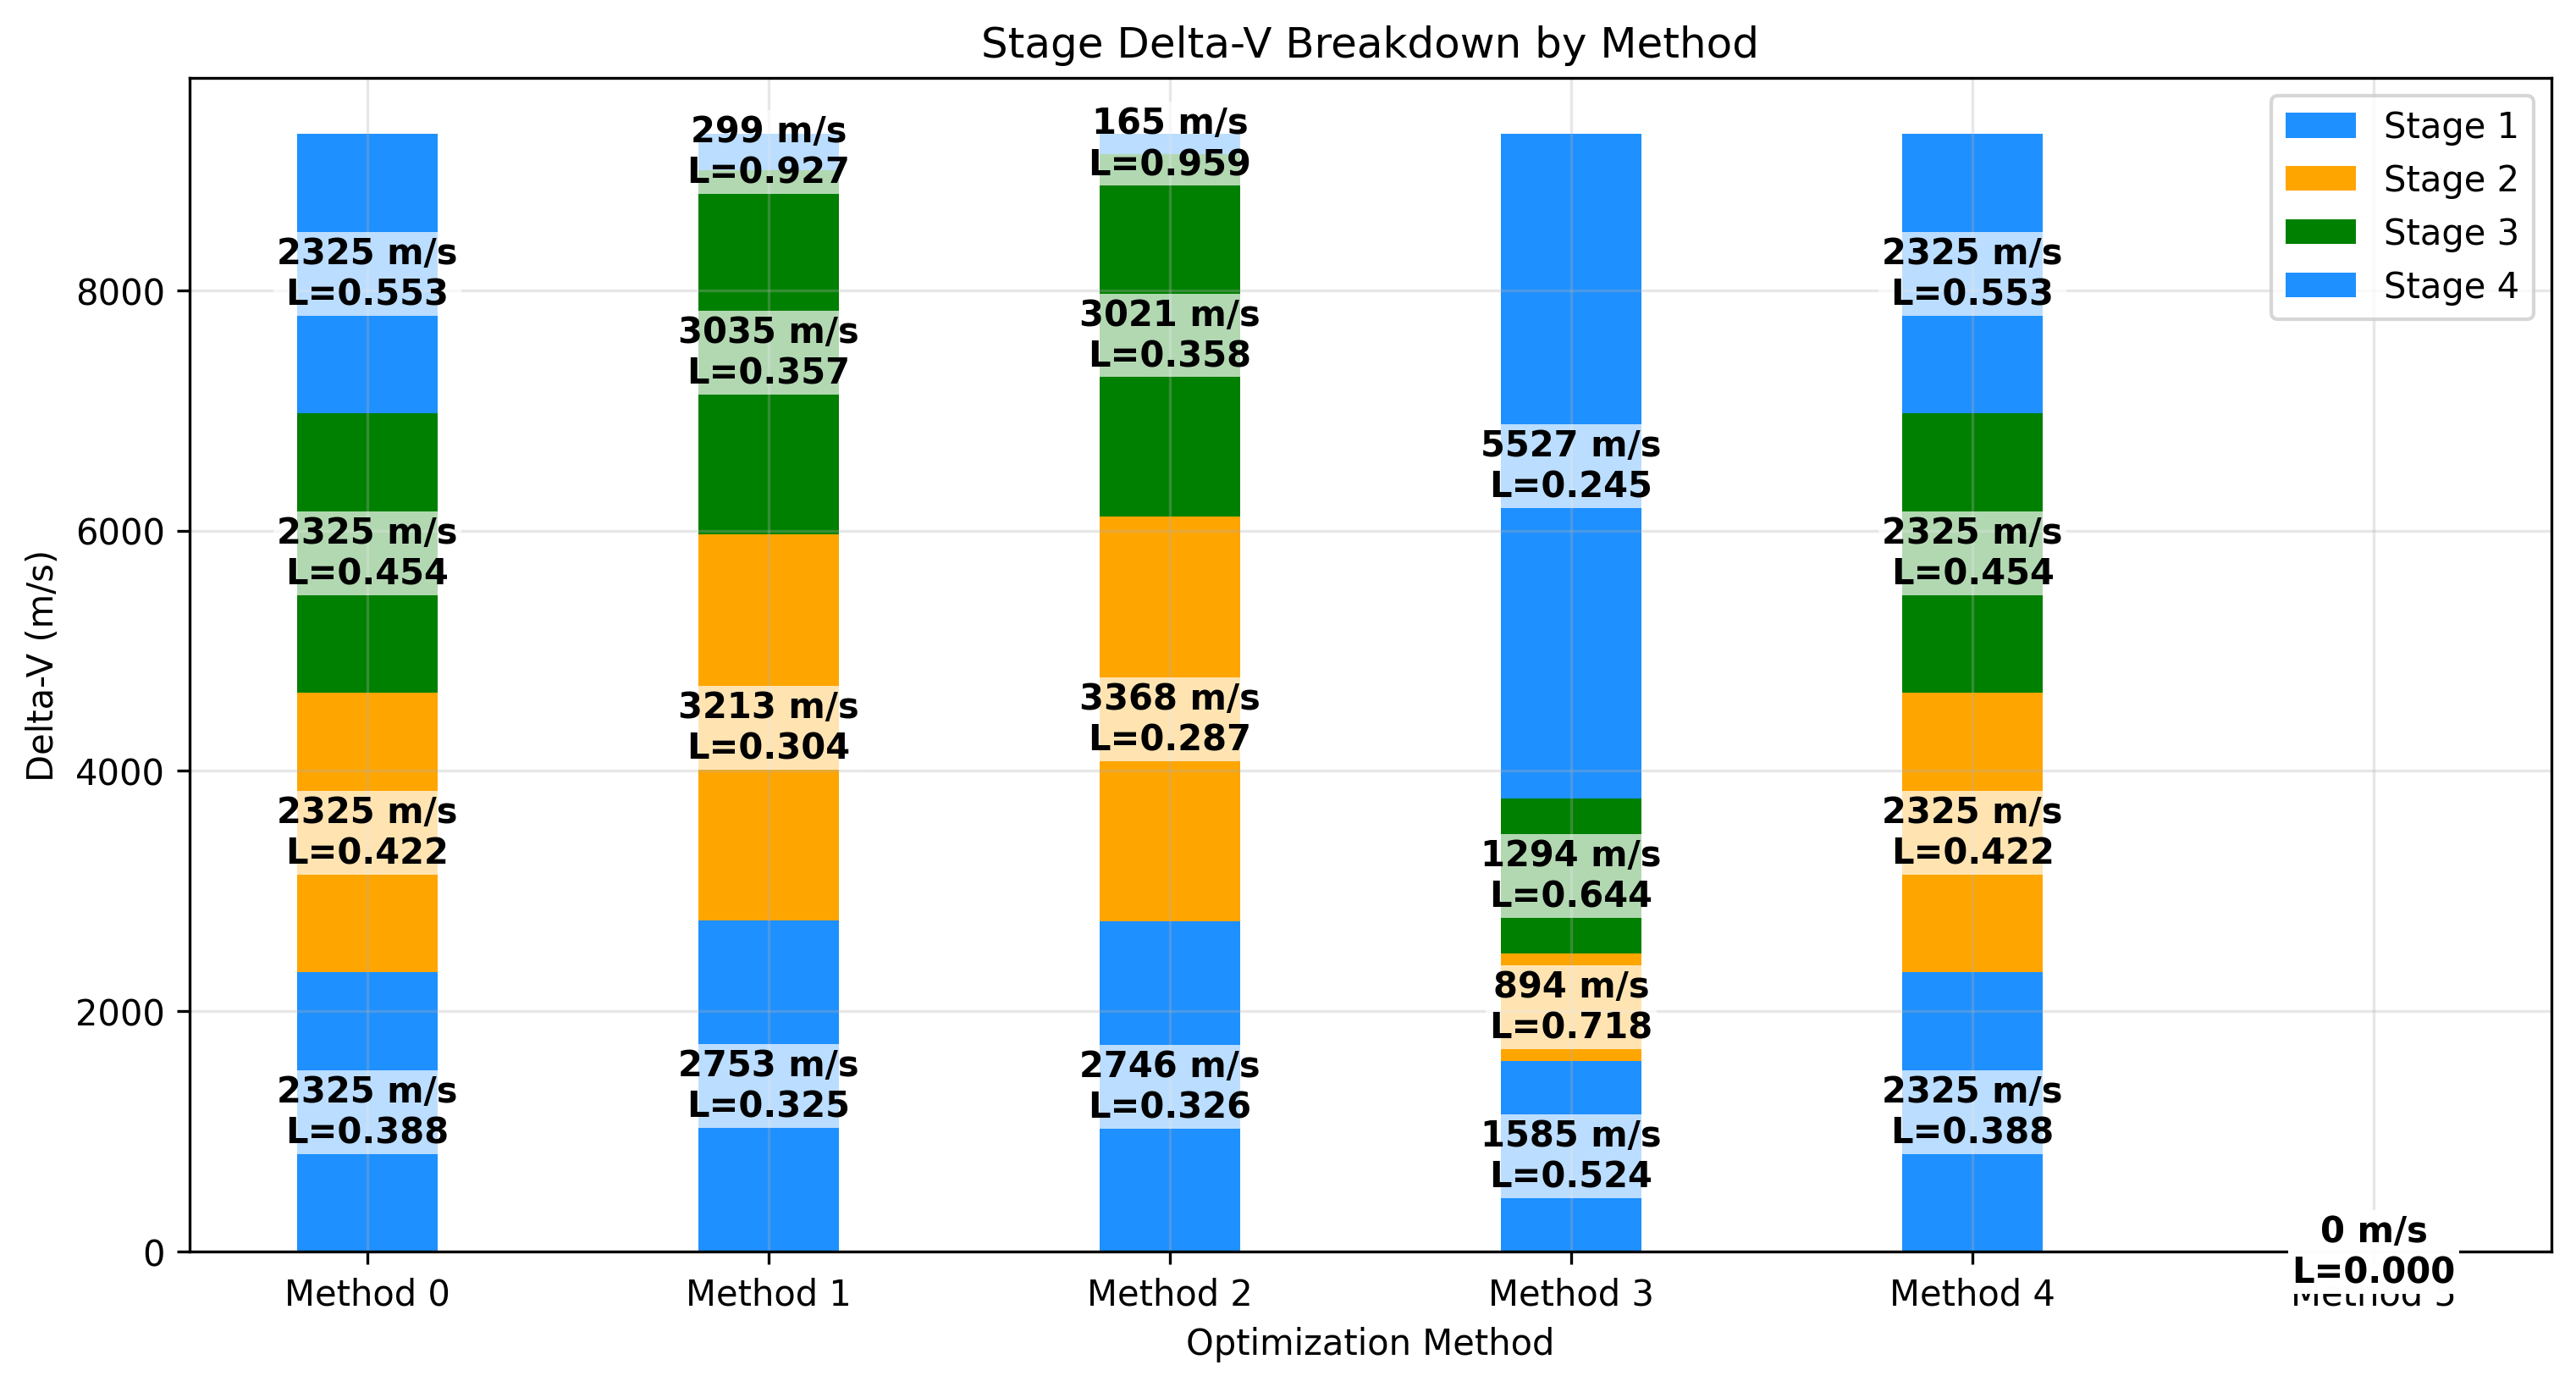 Stage Delta-V Breakdown by Method
Stage 1
Stage 2
Stage 3
Stage 4
Delta-V (m/s)
8000
6000
4000
2000
0
2325 m/s
L=0.553
2325 m/s
L=0.454
2325 m/s
L=0.422
2325 m/s
L=0.388
299 m/s
L=0.927
3035 m/s
L=0.357
3213 m/s
L=0.304
2753 m/s
L=0.325
165 m/s
L=0.959
3021 m/s
L=0.358
3368 m/s
L=0.287
2746 m/s
L=0.326
5527 m/s
L=0.245
1294 m/s
L=0.644
894 m/s
L=0.718
1585 m/s
L=0.524
2325 m/s
L=0.553
2325 m/s
L=0.454
2325 m/s
L=0.422
2325 m/s
L=0.388
0 m/s
L=0.000
Method 0
Method 1
Method 2
Method 3
Method 4
Method
Optimization Method